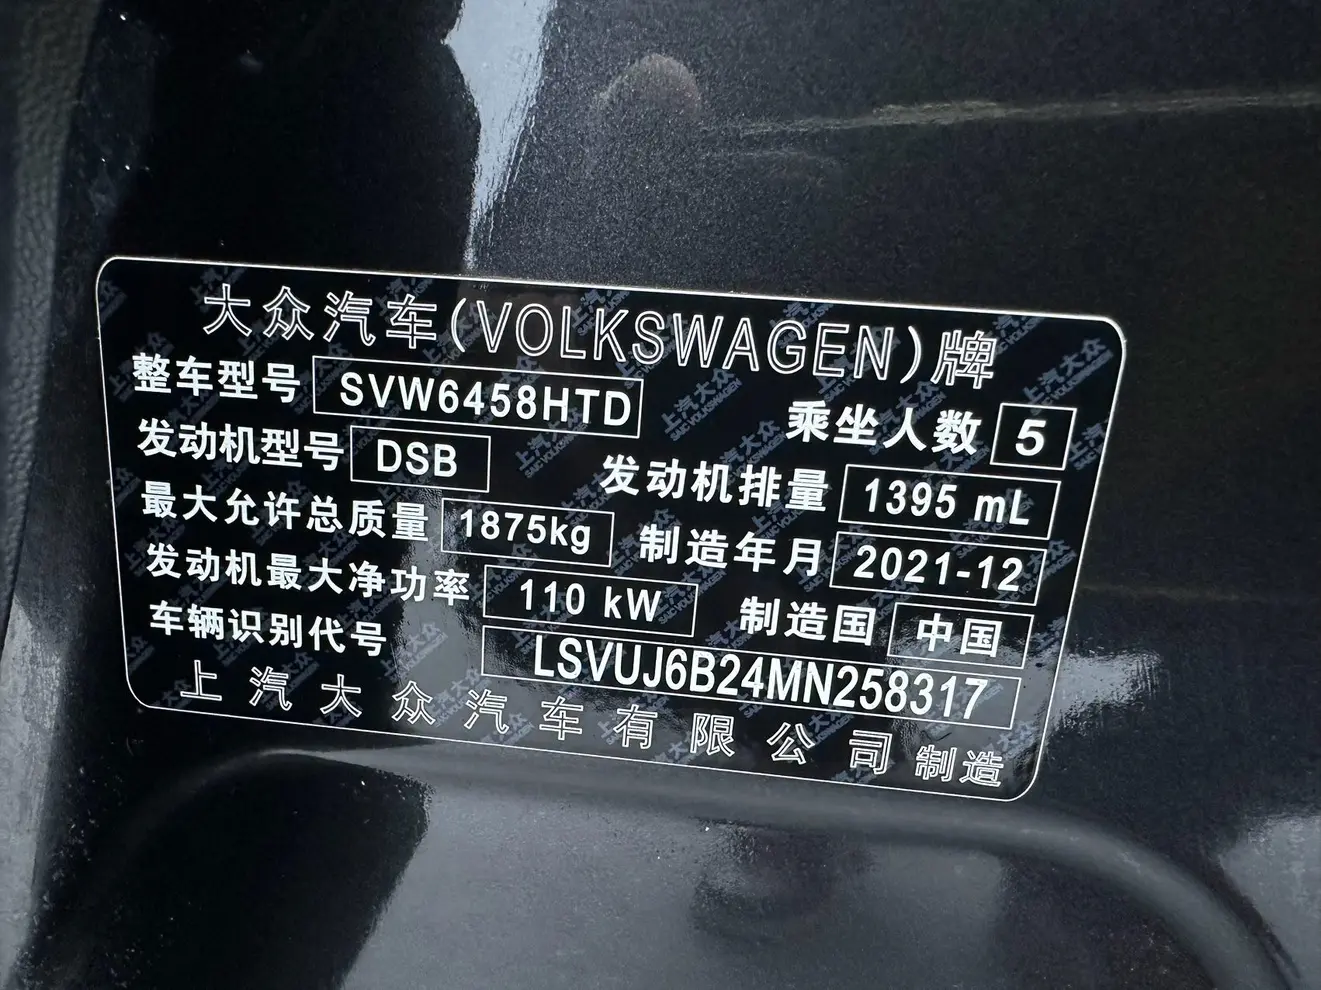 大众汽车(VOLKSWAGEN)牌
整车型号 SVW6458HTD 乘坐人数 5
发动机型号 DSB 发动机排量 1395 mL
最大允许总质量 1875kg 制造年月 2021-12
发动机最大净功率 110 kW 制造国 中国
车辆识别代号 LSVUJ6B24MN258317
上汽大众汽车有限公司 制造